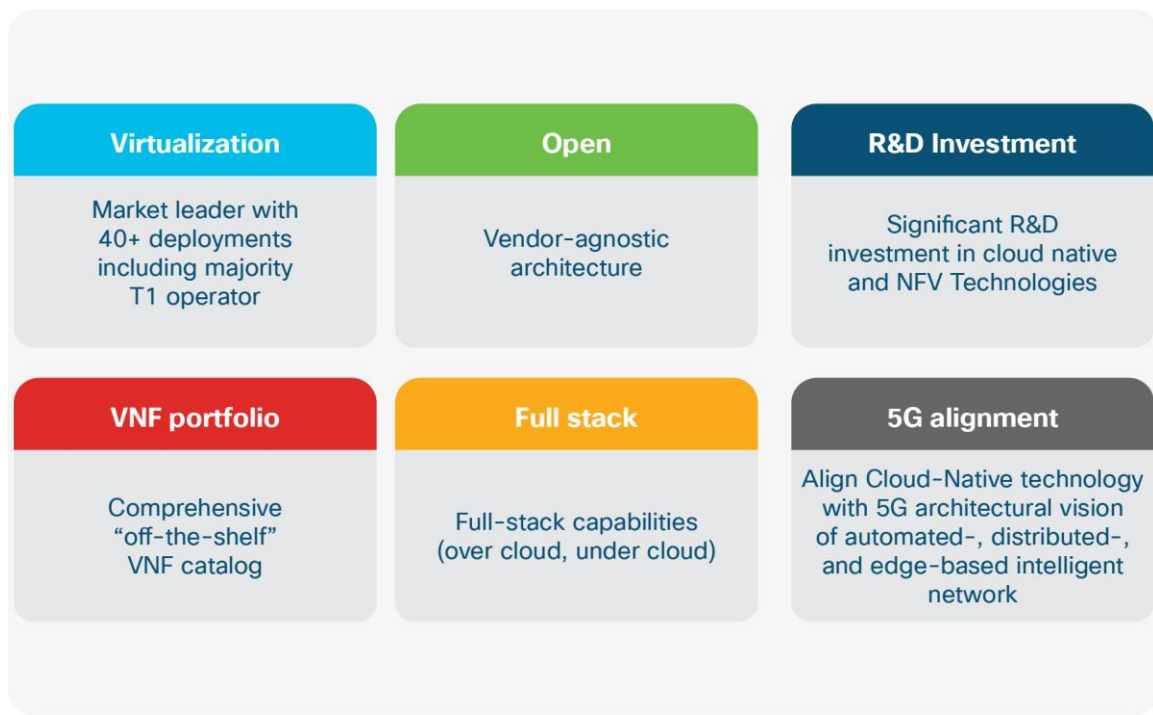 Virtualization
Market leader with
40+ deployments
including majority
T1 operator
Open
Vendor-agnostic
architecture
R&D Investment
Significant R&D
investment in cloud native
and NFV Technologies
VNF portfolio
Comprehensive
“off-the-shelf”
VNF catalog
Full stack
Full-stack capabilities
(over cloud, under cloud)
5G alignment
Align Cloud-Native technology
with 5G architectural vision
of automated-, distributed-,
and edge-based intelligent
network